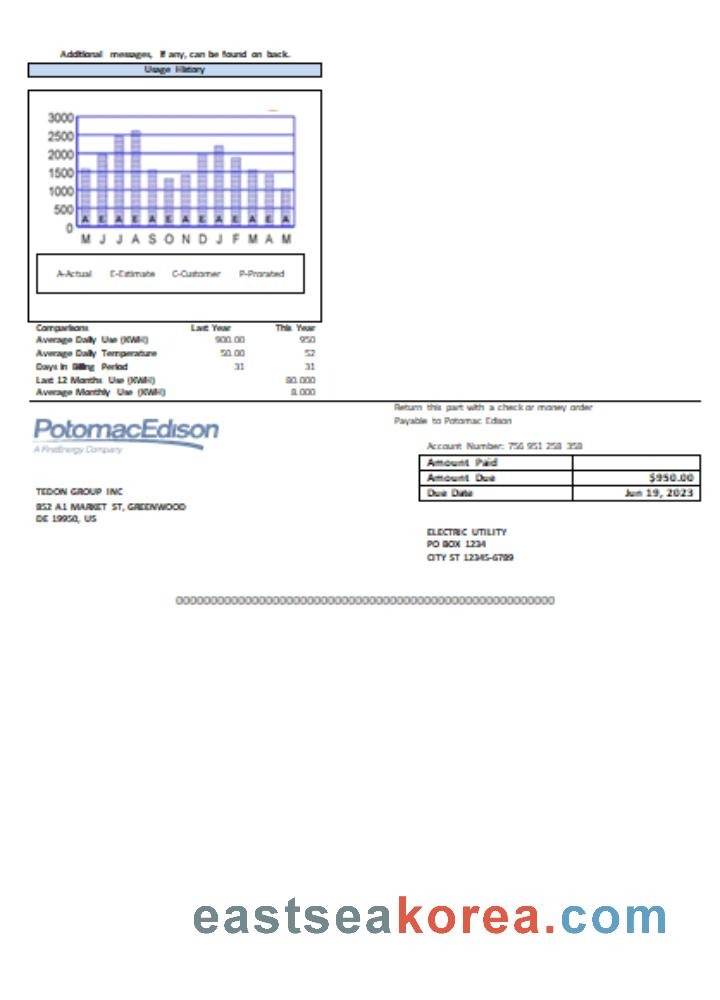 Additional messages, if any, can be found on back.
Usage History
3000
2500
2000
1500
1000
500
0
A E A E A E A E A E A E A
M J J A S O N D J F M A M
A-Actual E-Estimate C-Customer P-Prorated
Comparisons Last Year This Year
Average Daily Use (KWH) 900.00 950
Average Daily Temperature 50.00 52
Days in Billing Period 31 31
Last 12 Months Use (KWH) 80.000
Average Monthly Use (KWH) 8.000
Return this part with a check or money order
Payable to Potomac Edison
PotomacEdison
A FirstEnergy Company
Account Number: 756 951 258 358
Amount Paid
Amount Due $950.00
Due Date Jun 19, 2023
TEDON GROUP INC
852 A1 MARKET ST, GREENWOOD
DE 19950, US
ELECTRIC UTILITY
PO BOX 1234
CITY ST 12345-6789
eastseakorea.com